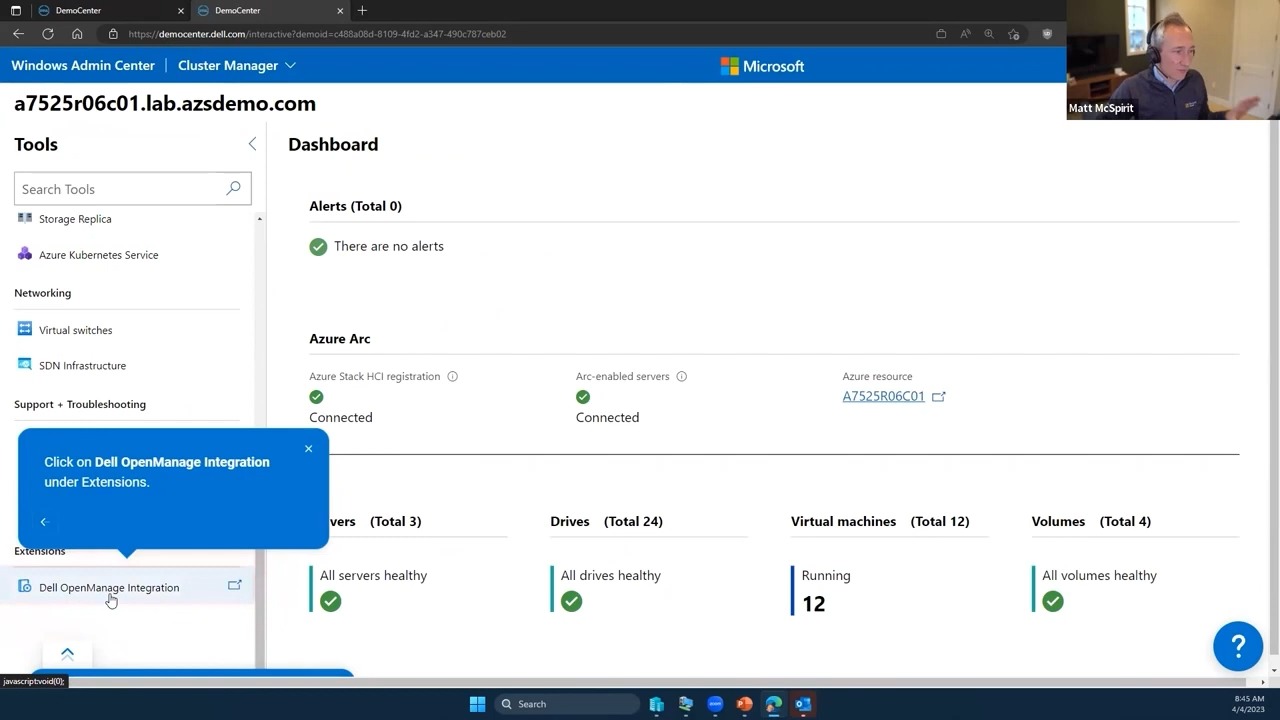 DemoCenter
DemoCenter
https://democenter.dell.com/interactive?demoid=c488a08d-8109-4fd2-a347-490c787ceb02
Windows Admin Center
Cluster Manager
Microsoft
Matt McSpirit
a7525r06c01.lab.azsdemo.com
Tools
Search Tools
Storage Replica
Azure Kubernetes Service
Networking
Virtual switches
SDN Infrastructure
Support + Troubleshooting
Click on Dell OpenManage Integration
under Extensions.
Extensions
Dell OpenManage Integration
Dashboard
Alerts (Total 0)
There are no alerts
Azure Arc
Azure Stack HCI registration
Connected
Arc-enabled servers
Connected
Azure resource
A7525R06C01
vers (Total 3)
All servers healthy
Drives (Total 24)
All drives healthy
Virtual machines (Total 12)
Running
12
Volumes (Total 4)
All volumes healthy
?
javascript:void(0);
Search
8:45 AM
4/4/2023